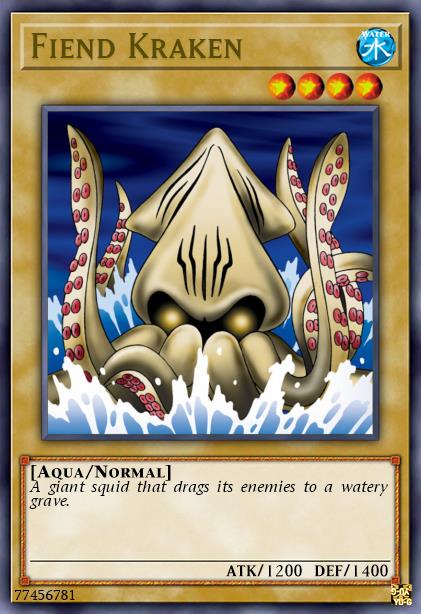 Fiend Kraken
WATER
水
[Aqua/Normal]
A giant squid that drags its enemies to a watery
grave.
ATK/1200 DEF/1400
77456781